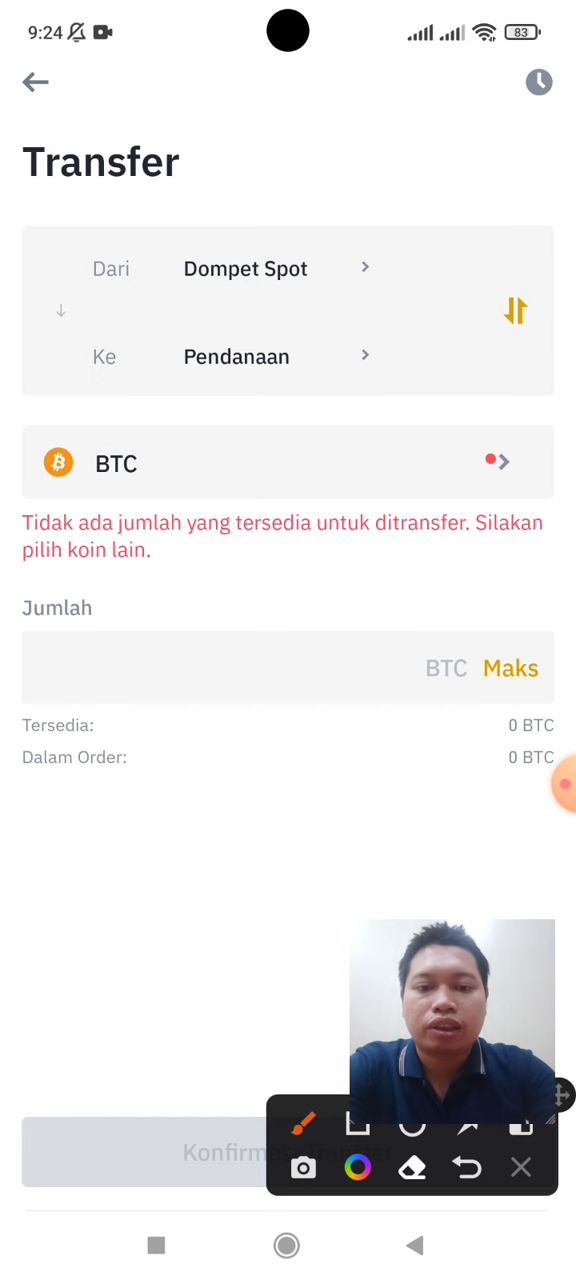 9:24
83
Transfer
Dari Dompet Spot
Ke Pendanaan
BTC
Tidak ada jumlah yang tersedia untuk ditransfer. Silakan
pilih koin lain.
Jumlah
BTC Maks
Tersedia: 0 BTC
Dalam Order: 0 BTC